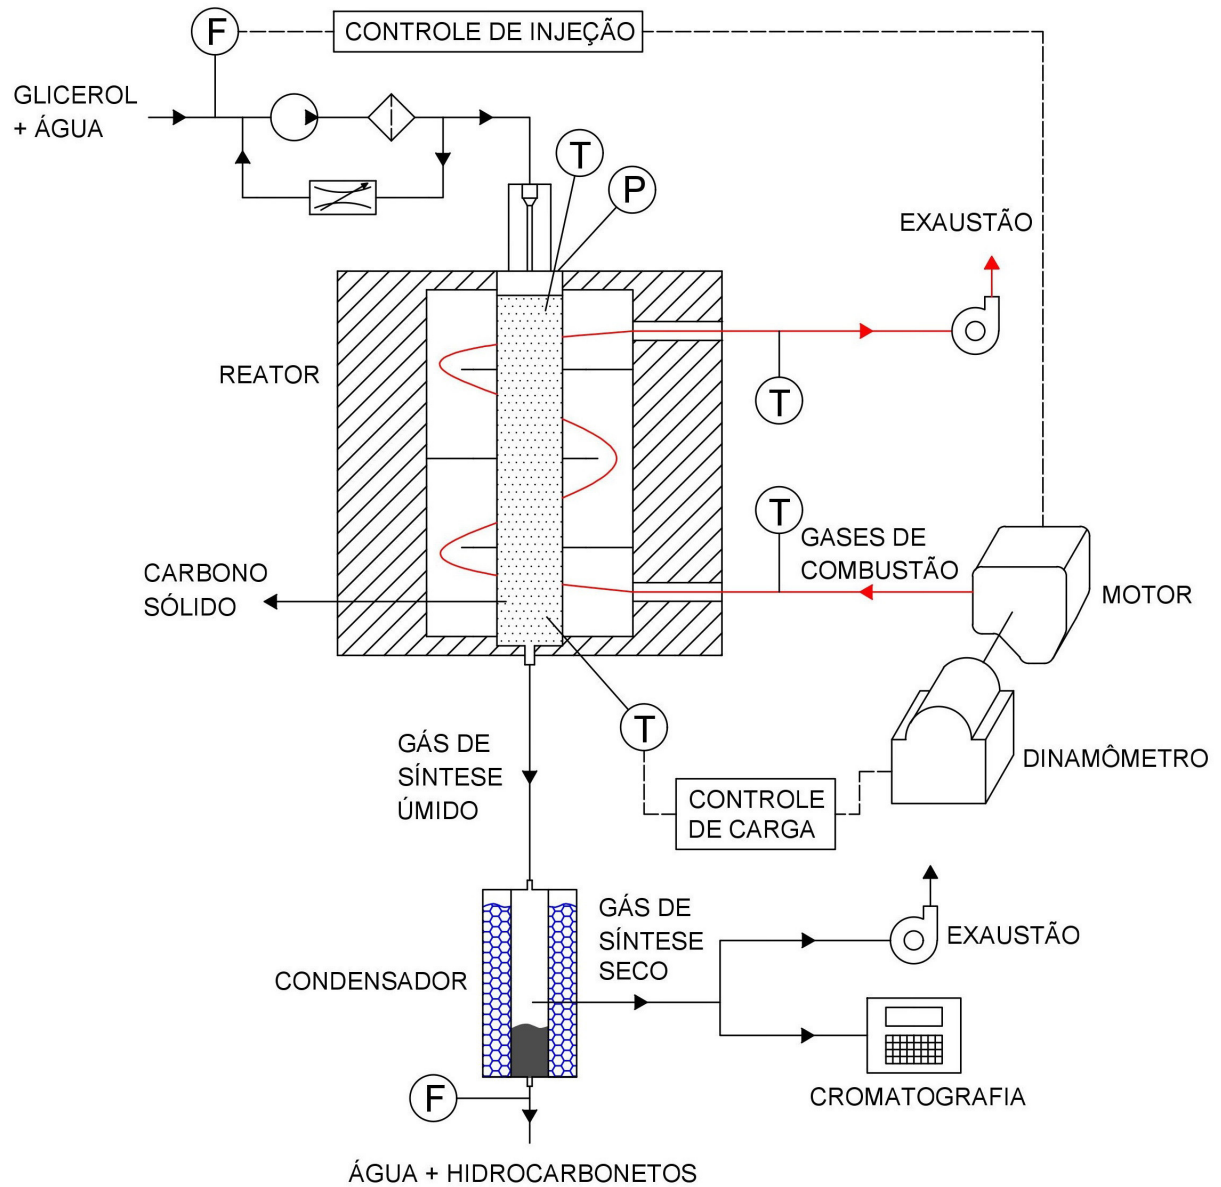 F
CONTROLE DE INJEÇÃO
GLICEROL
+ ÁGUA
T
P
EXAUSTÃO
REATOR
T
T
GASES DE
COMBUSTÃO
CARBONO
SÓLIDO
MOTOR
T
GÁS DE
SÍNTESE
ÚMIDO
DINAMÔMETRO
CONTROLE
DE CARGA
GÁS DE
SÍNTESE
SECO
EXAUSTÃO
CONDENSADOR
F
CROMATOGRAFIA
ÁGUA + HIDROCARBONETOS